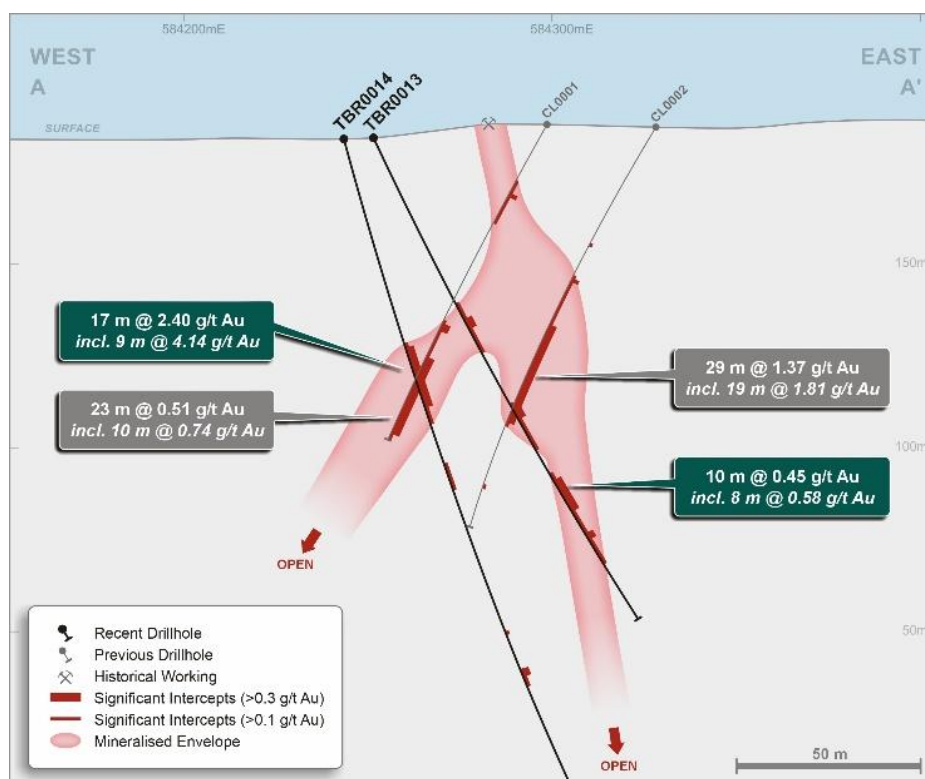 584200mE
584300mE
WEST
A
EAST
A'
SURFACE
TBR0014
TBR0013
CL0001
CL0002
150m
17 m @ 2.40 g/t Au
incl. 9 m @ 4.14 g/t Au
23 m @ 0.51 g/t Au
incl. 10 m @ 0.74 g/t Au
29 m @ 1.37 g/t Au
incl. 19 m @ 1.81 g/t Au
100m
10 m @ 0.45 g/t Au
incl. 8 m @ 0.58 g/t Au
OPEN
50m
Recent Drillhole
Previous Drillhole
Historical Working
Significant Intercepts (>0.3 g/t Au)
Significant Intercepts (>0.1 g/t Au)
Mineralised Envelope
OPEN
50 m